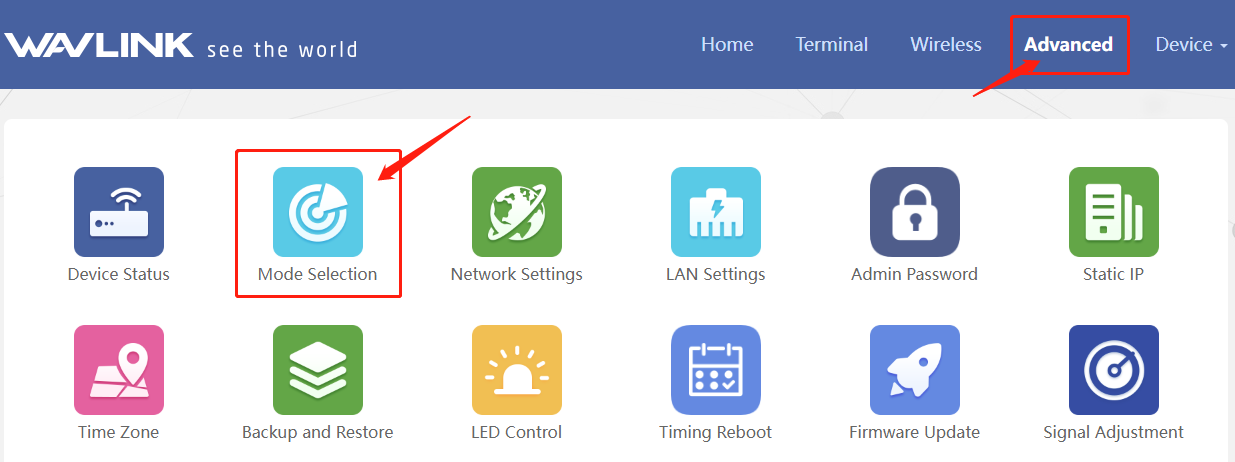 WAVLINK see the world
Home Terminal Wireless Advanced Device
Device Status Mode Selection Network Settings LAN Settings Admin Password Static IP
Time Zone Backup and Restore LED Control Timing Reboot Firmware Update Signal Adjustment